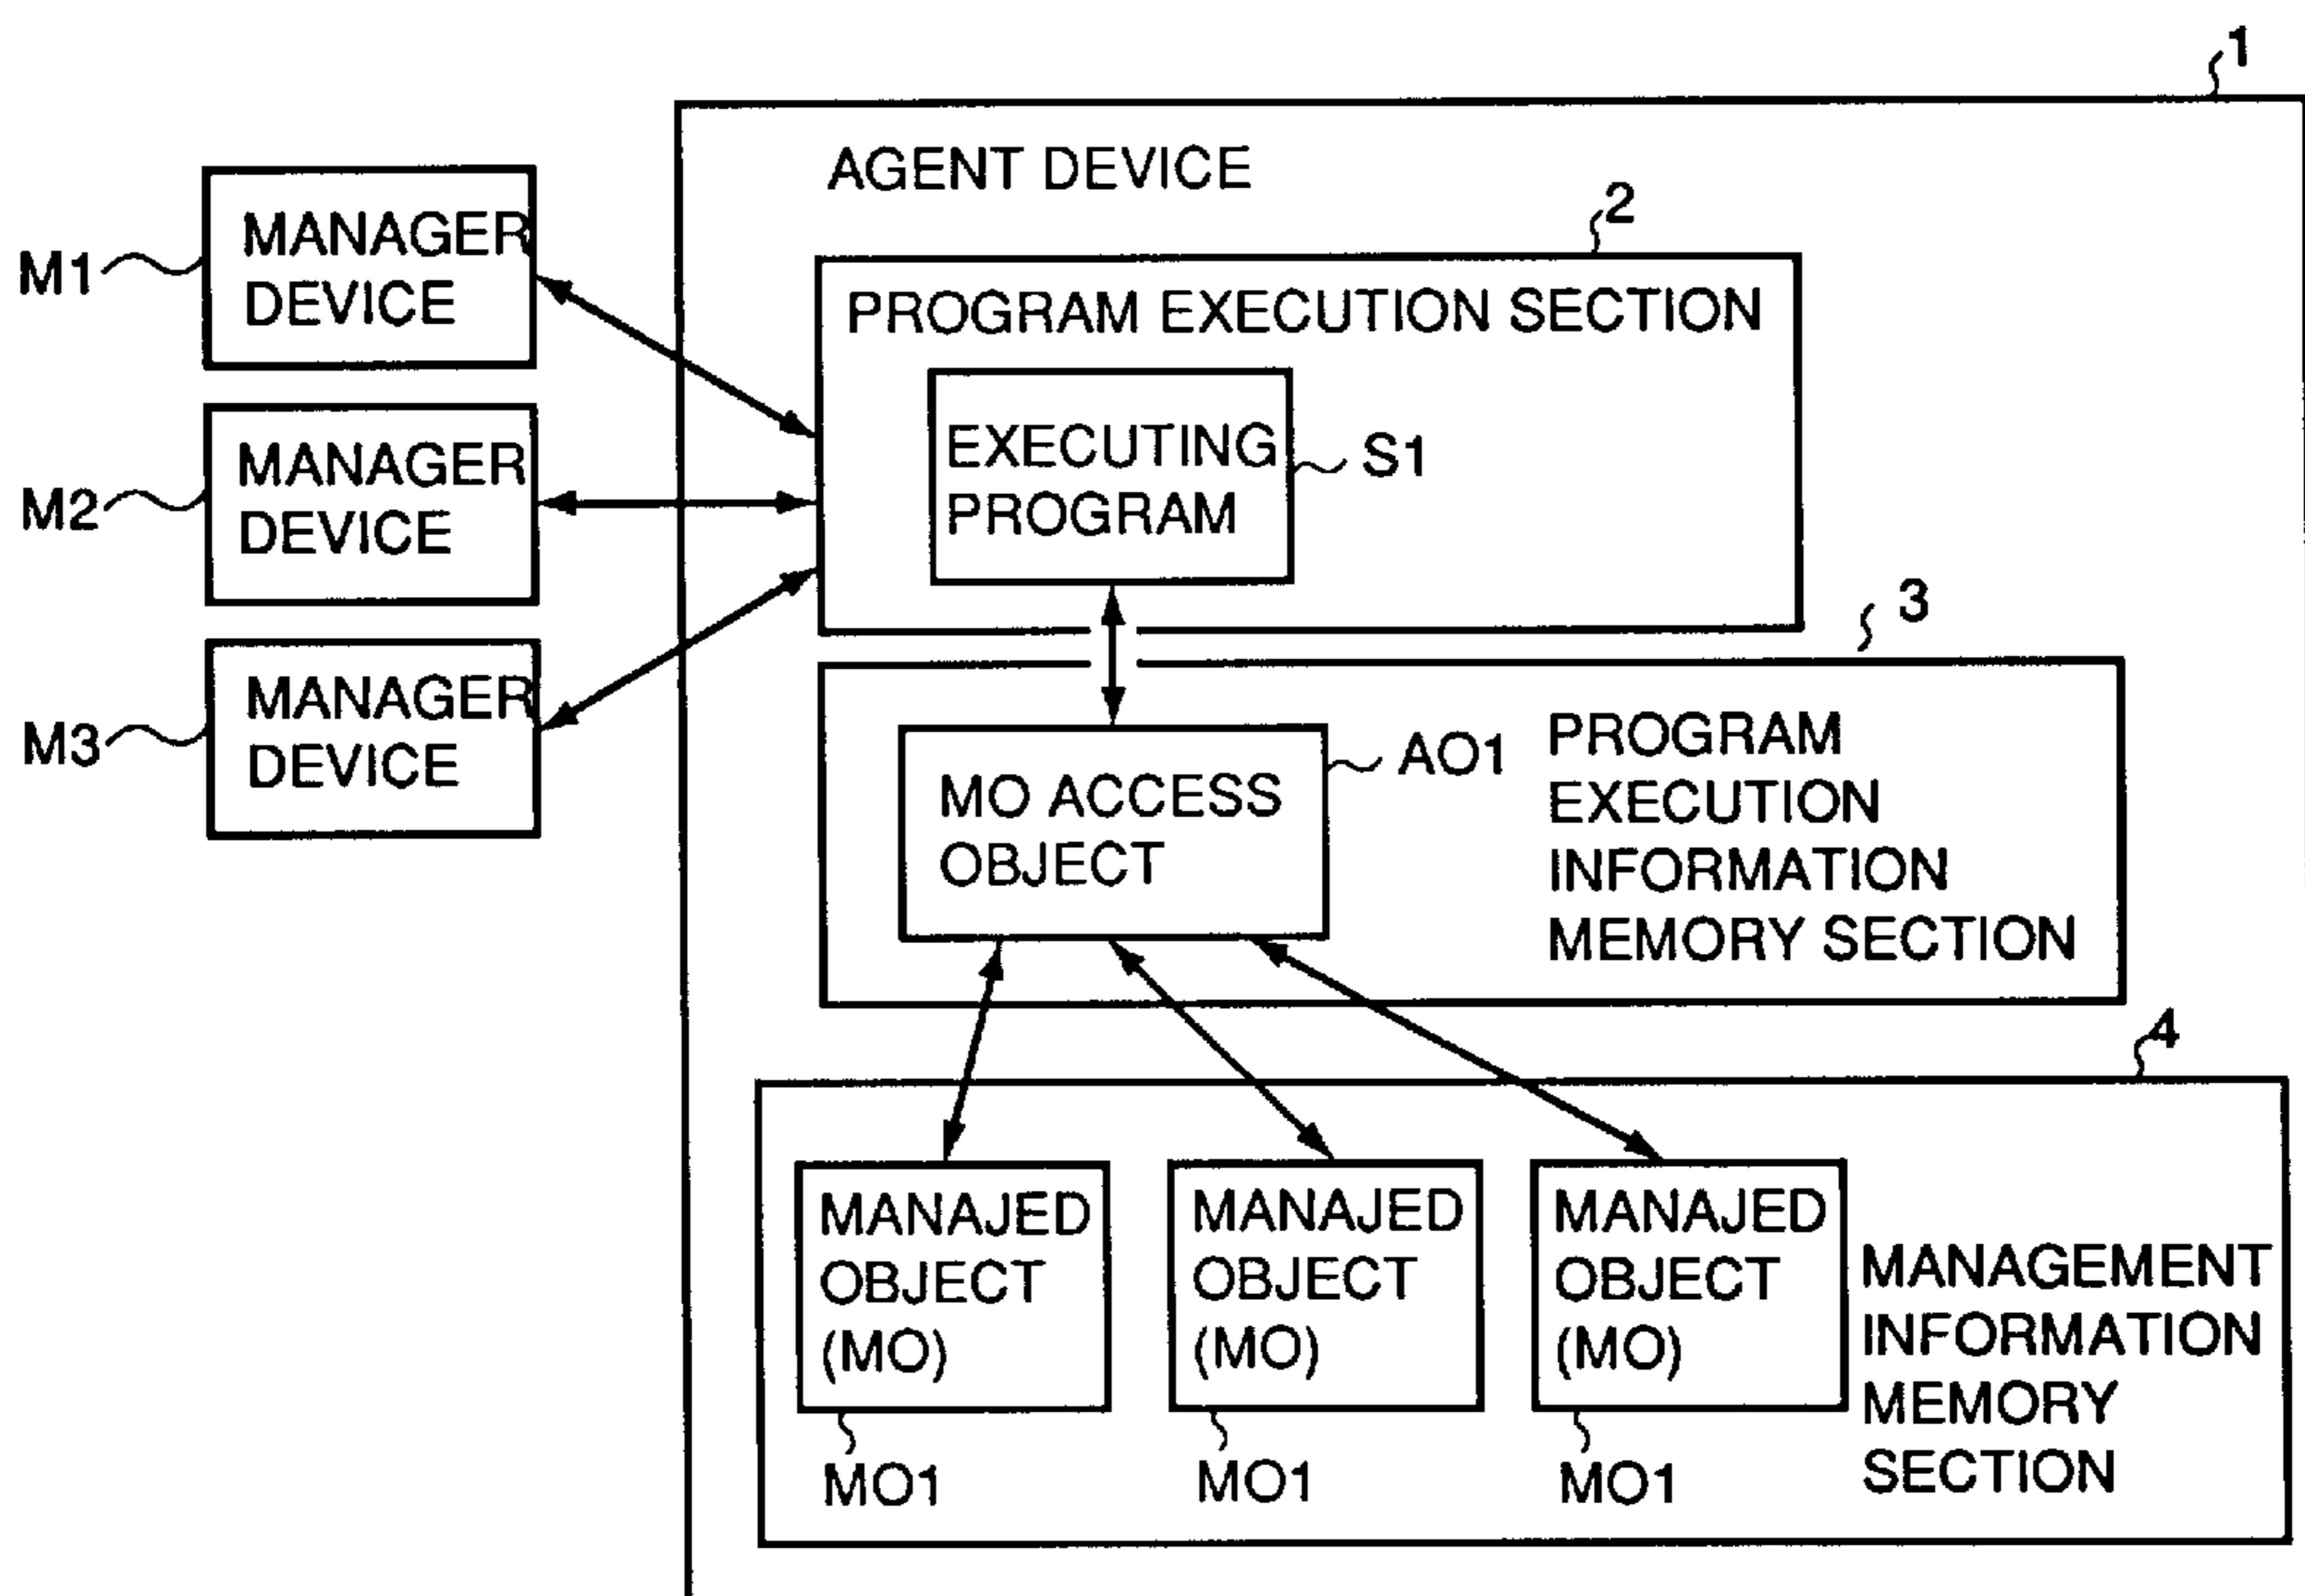 1
AGENT DEVICE
MANAGER
DEVICE
M1
2
PROGRAM EXECUTION SECTION
EXECUTING
PROGRAM
S1
MANAGER
DEVICE
M2
3
MANAGER
DEVICE
M3
MO ACCESS
OBJECT
AO1
PROGRAM
EXECUTION
INFORMATION
MEMORY SECTION
4
MANAJED
OBJECT
(MO)
MO1
MANAJED
OBJECT
(MO)
MO1
MANAJED
OBJECT
(MO)
MO1
MANAGEMENT
INFORMATION
MEMORY
SECTION